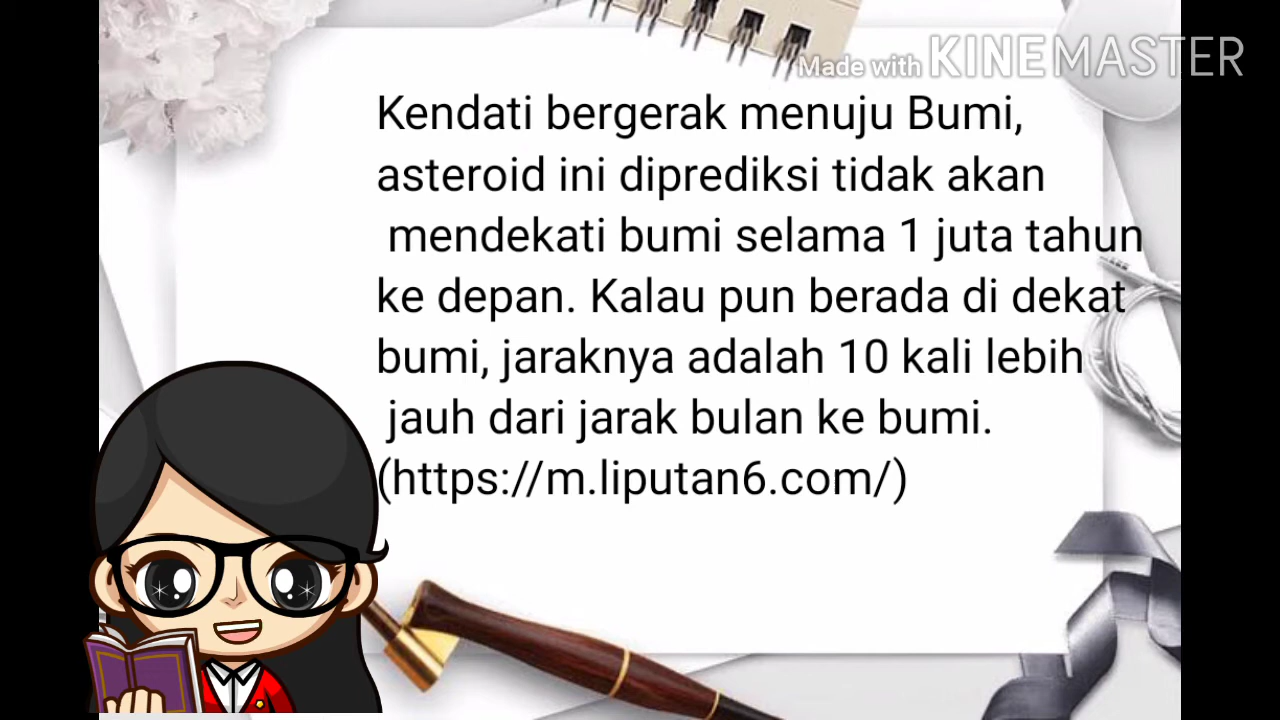 Made with KINEMASTER
Kendati bergerak menuju Bumi,
asteroid ini diprediksi tidak akan
mendekati bumi selama 1 juta tahun
ke depan. Kalau pun berada di dekat
bumi, jaraknya adalah 10 kali lebih
jauh dari jarak bulan ke bumi.
(https://m.liputan6.com/)